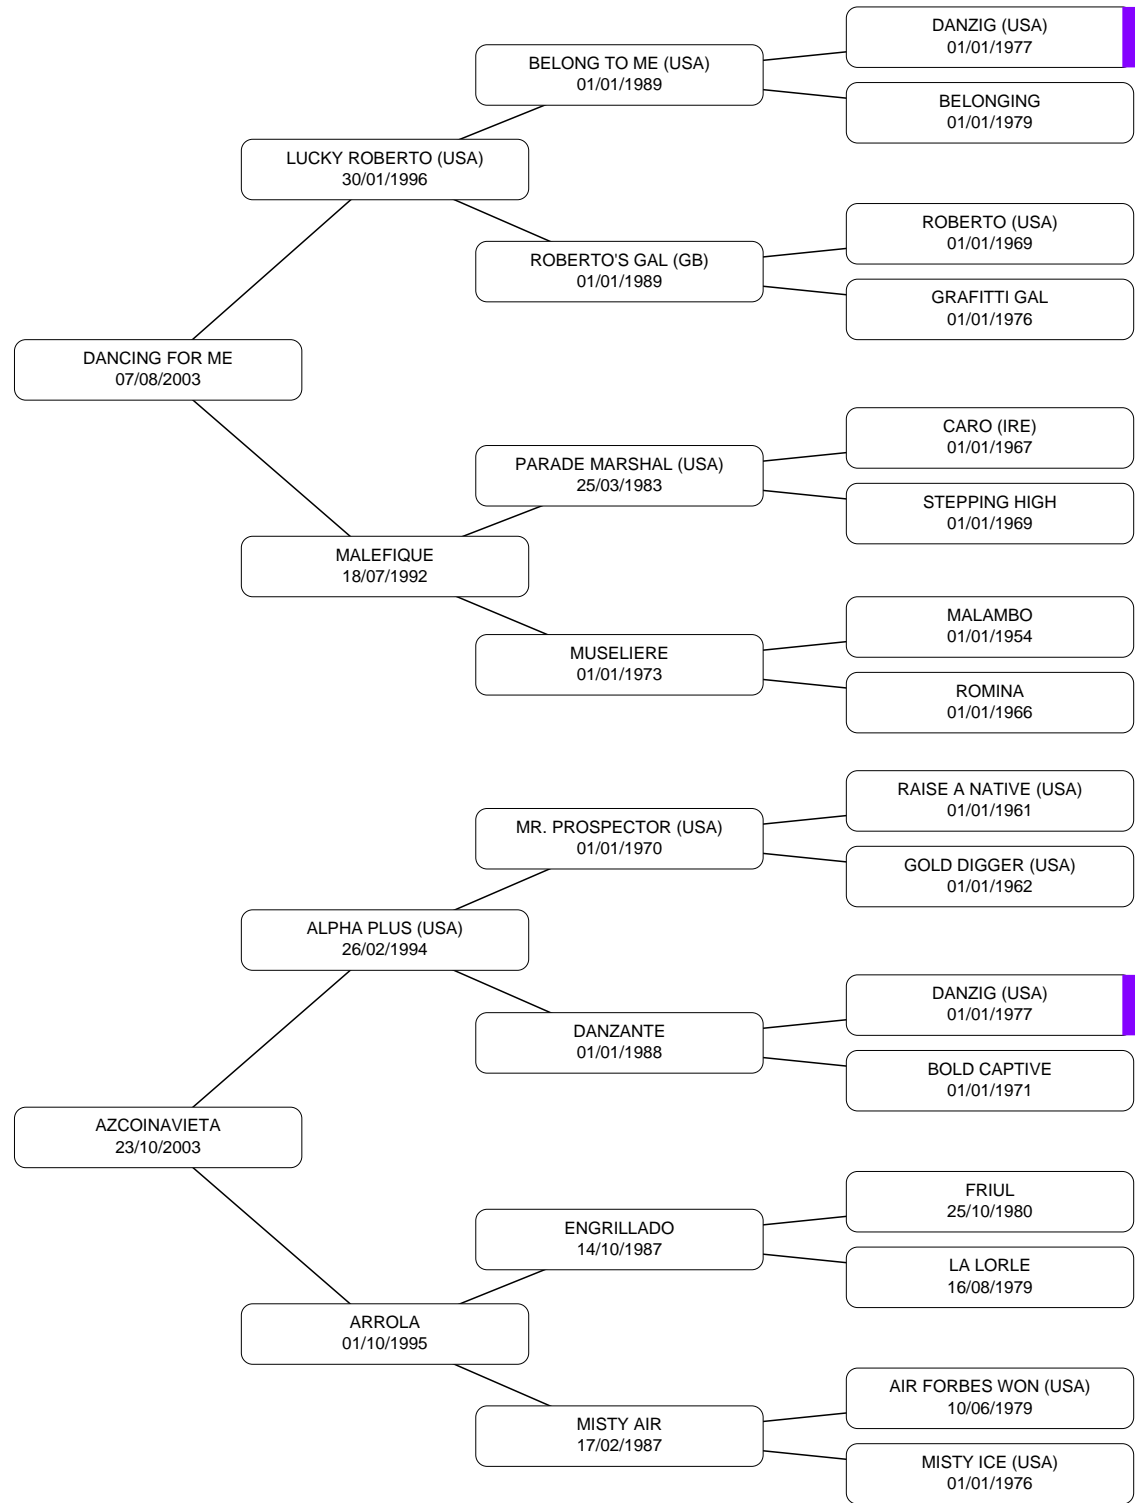 DANZIG (USA)
01/01/1977
BELONG TO ME (USA)
01/01/1989
BELONGING
01/01/1979
LUCKY ROBERTO (USA)
30/01/1996
ROBERTO (USA)
01/01/1969
ROBERTO'S GAL (GB)
01/01/1989
GRAFITTI GAL
01/01/1976
DANCING FOR ME
07/08/2003
CARO (IRE)
01/01/1967
PARADE MARSHAL (USA)
25/03/1983
STEPPING HIGH
01/01/1969
MALEFIQUE
18/07/1992
MALAMBO
01/01/1954
MUSELIERE
01/01/1973
ROMINA
01/01/1966
RAISE A NATIVE (USA)
01/01/1961
MR. PROSPECTOR (USA)
01/01/1970
GOLD DIGGER (USA)
01/01/1962
ALPHA PLUS (USA)
26/02/1994
DANZIG (USA)
01/01/1977
DANZANTE
01/01/1988
BOLD CAPTIVE
01/01/1971
AZCOINAVIETA
23/10/2003
FRIUL
25/10/1980
ENGRILLADO
14/10/1987
LA LORLE
16/08/1979
ARROLA
01/10/1995
AIR FORBES WON (USA)
10/06/1979
MISTY AIR
17/02/1987
MISTY ICE (USA)
01/01/1976